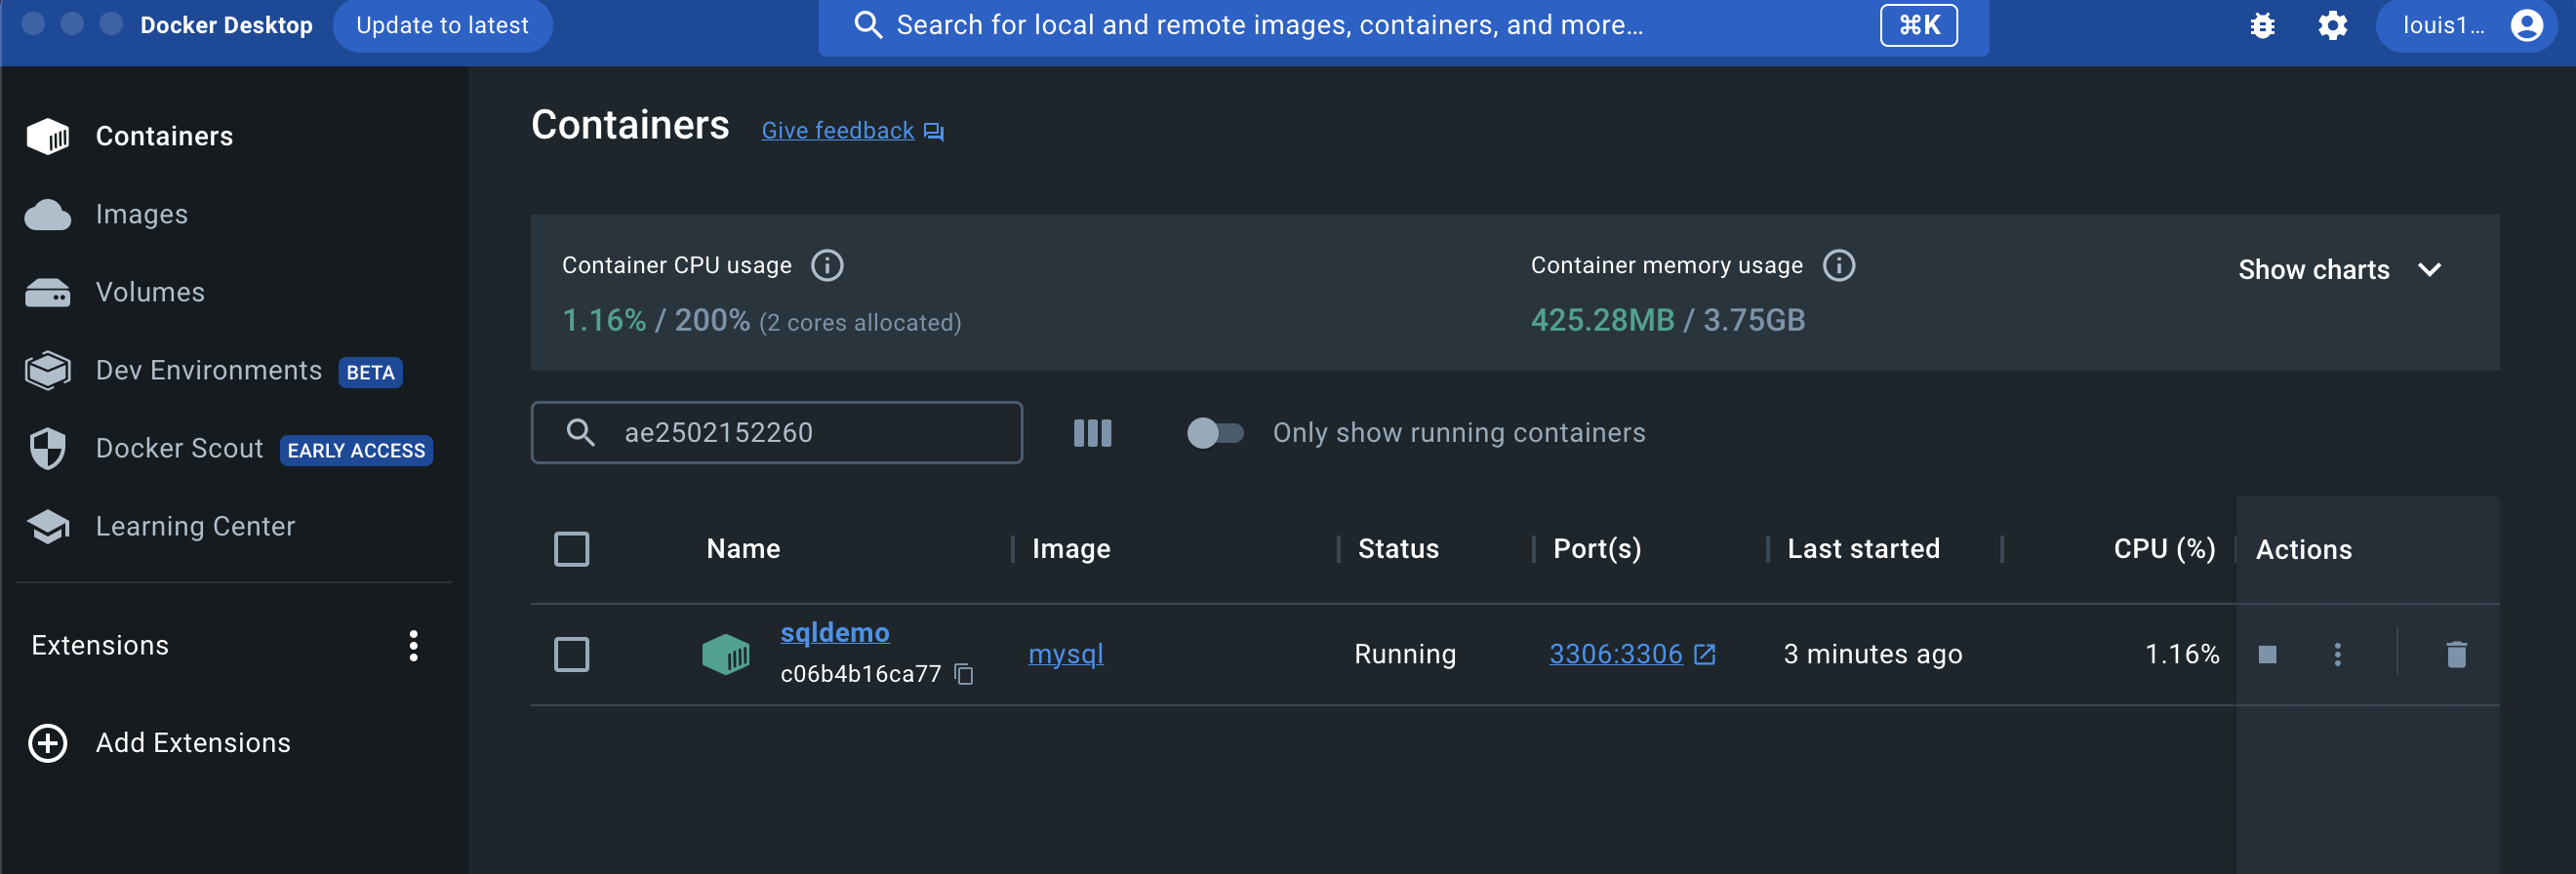 Docker Desktop
Update to latest
Search for local and remote images, containers, and more...
⌘K
louis1...
Containers
Images
Volumes
Dev Environments BETA
Docker Scout EARLY ACCESS
Learning Center
Extensions
Add Extensions
Containers
Give feedback
Container CPU usage
1.16% / 200% (2 cores allocated)
Container memory usage
425.28MB / 3.75GB
Show charts
ae2502152260
Only show running containers
Name Image Status Port(s) Last started CPU (%) Actions
sqldemo
c06b4b16ca77
mysql Running 3306:3306 3 minutes ago 1.16%